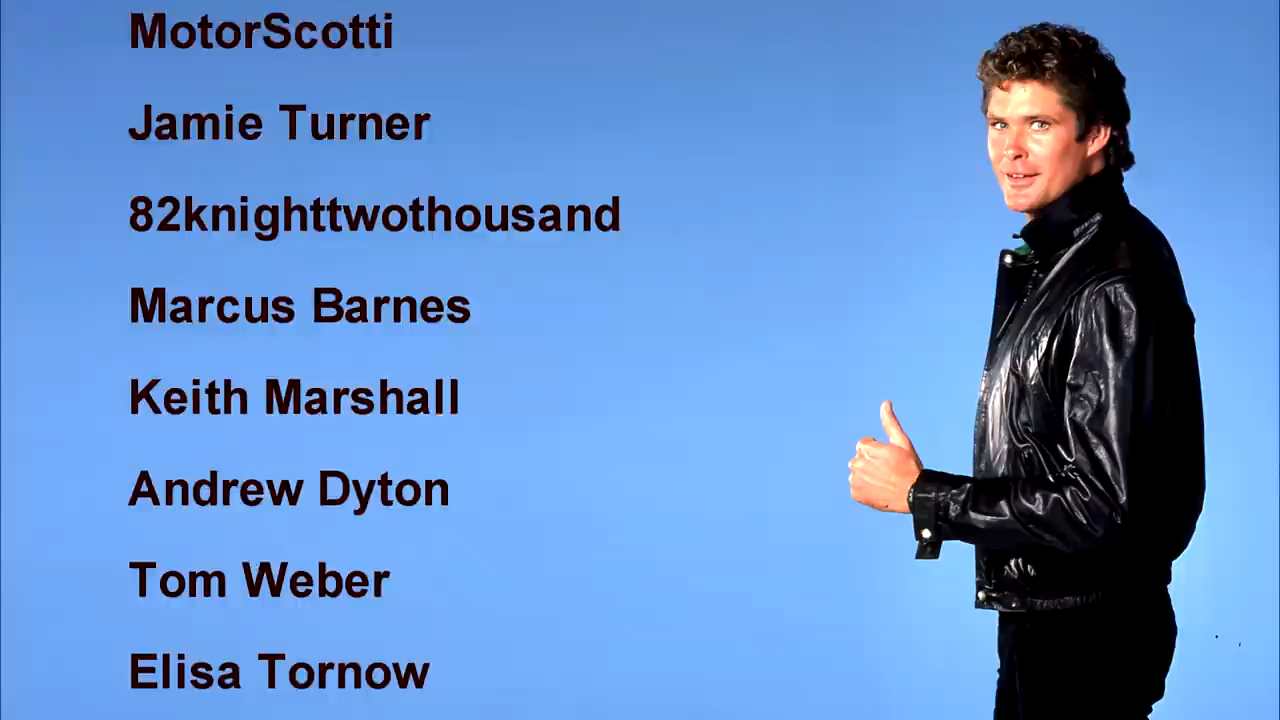 MotorScotti
Jamie Turner
82knighttwothousand
Marcus Barnes
Keith Marshall
Andrew Dyton
Tom Weber
Elisa Tornow